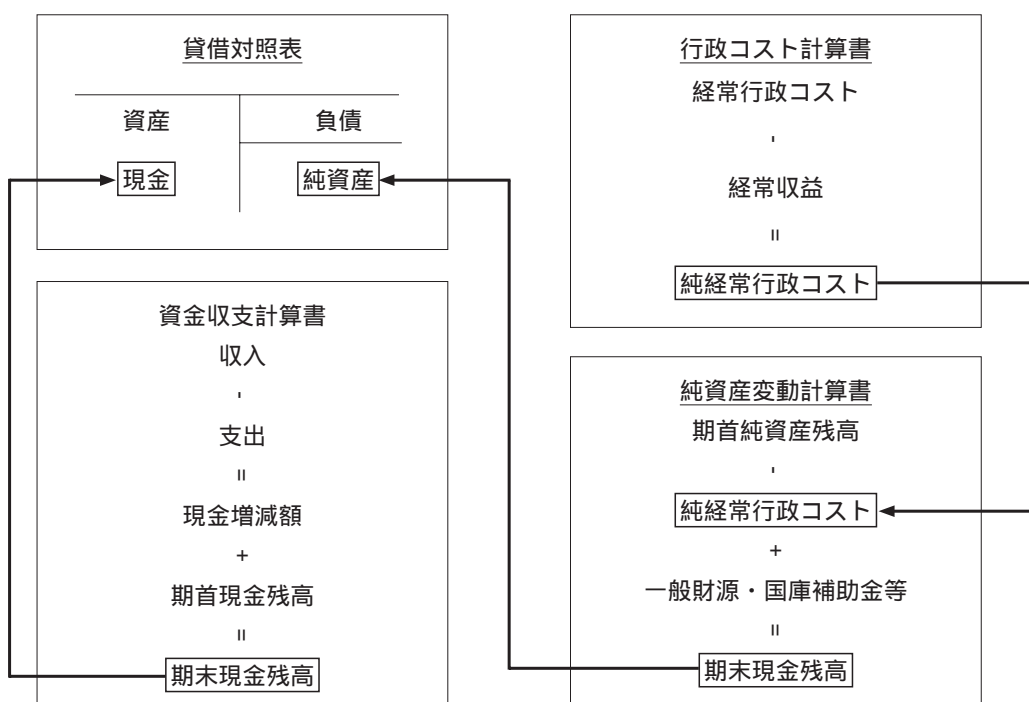 貸借対照表
資産
負債
現金
純資産
資金収支計算書
収入
-
支出
=
現金増減額
+
期首現金残高
=
期末現金残高
行政コスト計算書
経常行政コスト
-
経常収益
=
純経常行政コスト
純資産変動計算書
期首純資産残高
-
純経常行政コスト
+
一般財源・国庫補助金等
=
期末現金残高